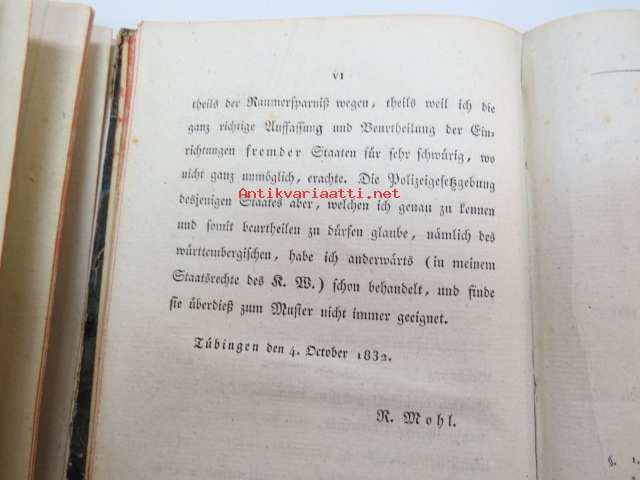 VI
theils der Raumersparniß wegen, theils weil ich die
ganz richtige Auffassung und Beurtheilung der Ein-
richtungen fremder Staaten für sehr schwürig, wo
nicht ganz unmöglich, erachte. Die Polizeigesetzgebung
Antikvariaatti.net
desjenigen Staates aber, welchen ich genau zu kennen
und somit beurtheilen zu dürfen glaube, nämlich des
württembergischen, habe ich anderwärts (in meinem
Staatsrechte des K. W.) schon behandelt, und finde
sie überdieß zum Muster nicht immer geeignet.
Tübingen den 4. October 1832.
R. Mohl.
§. 1.